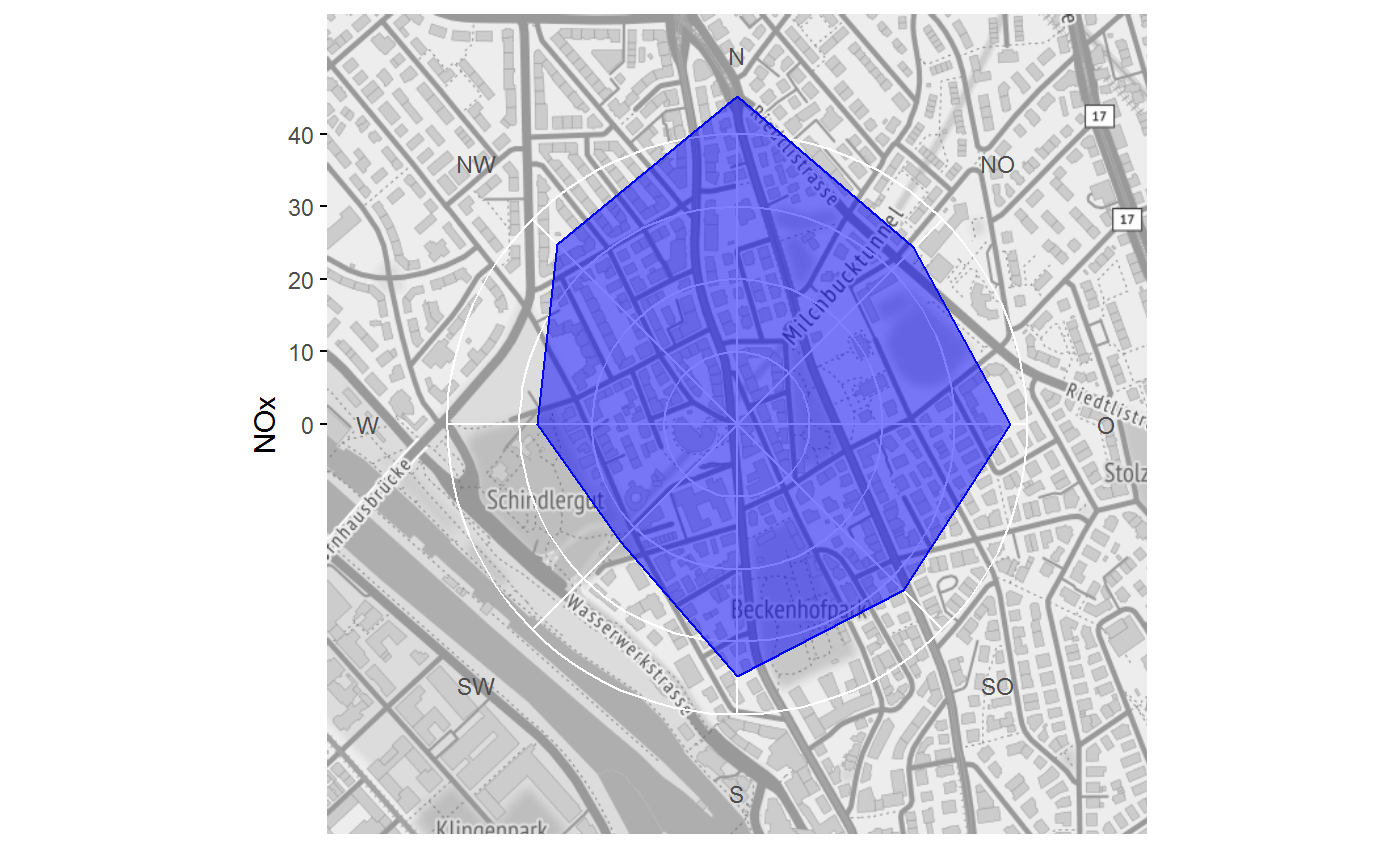 N
17
40
Riedtlistrasse
NW
NO
30
17
Milchbucktunnel
20
10
NOx
0
W
O
Riedtlistr
Stolz
rnhausbrücke
Schindlergut
Wasserwerkstrasse
Beckenhofpark
SW
SO
S
Klingenpark